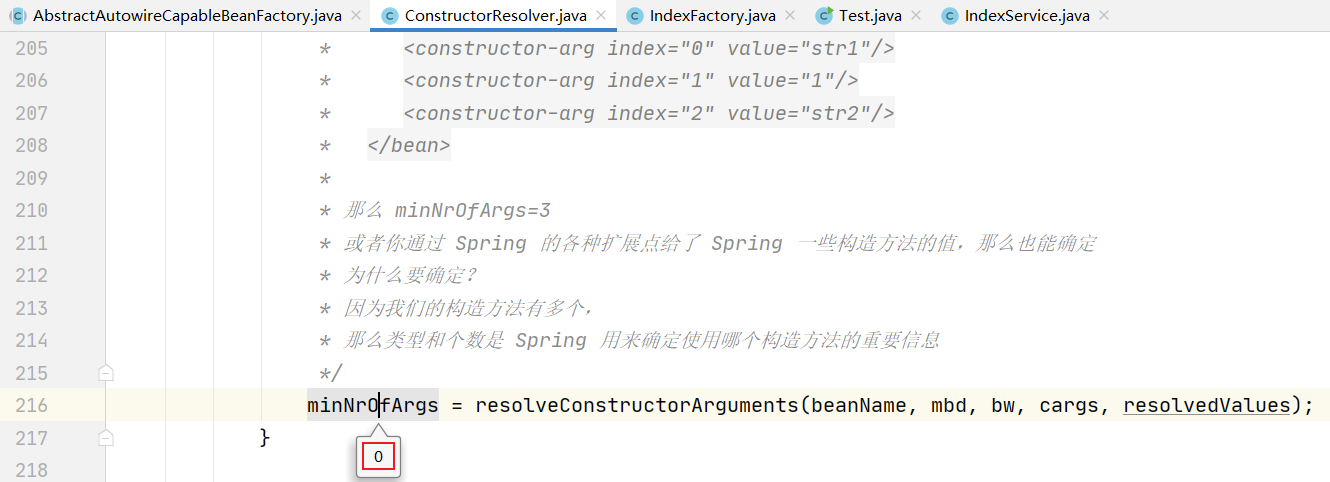 AbstractAutowireCapableBeanFactory.java × ConstructorResolver.java × IndexFactory.java × Test.java × IndexService.java ×
205 * <constructor-arg index="0" value="str1"/>
206 * <constructor-arg index="1" value="1"/>
207 * <constructor-arg index="2" value="str2"/>
208 * </bean>
209 *
210 * 那么 minNrOfArgs=3
211 * 或者你通过 Spring 的各种扩展点给了 Spring 一些构造方法的值，那么也能确定
212 * 为什么要确定？
213 * 因为我们的构造方法有多个，
214 * 那么类型和个数是 Spring 用来确定使用哪个构造方法的重要信息
215 */
216 minNrOfArgs = resolveConstructorArguments(beanName, mbd, bw, cargs, resolvedValues);
217 }
0
218